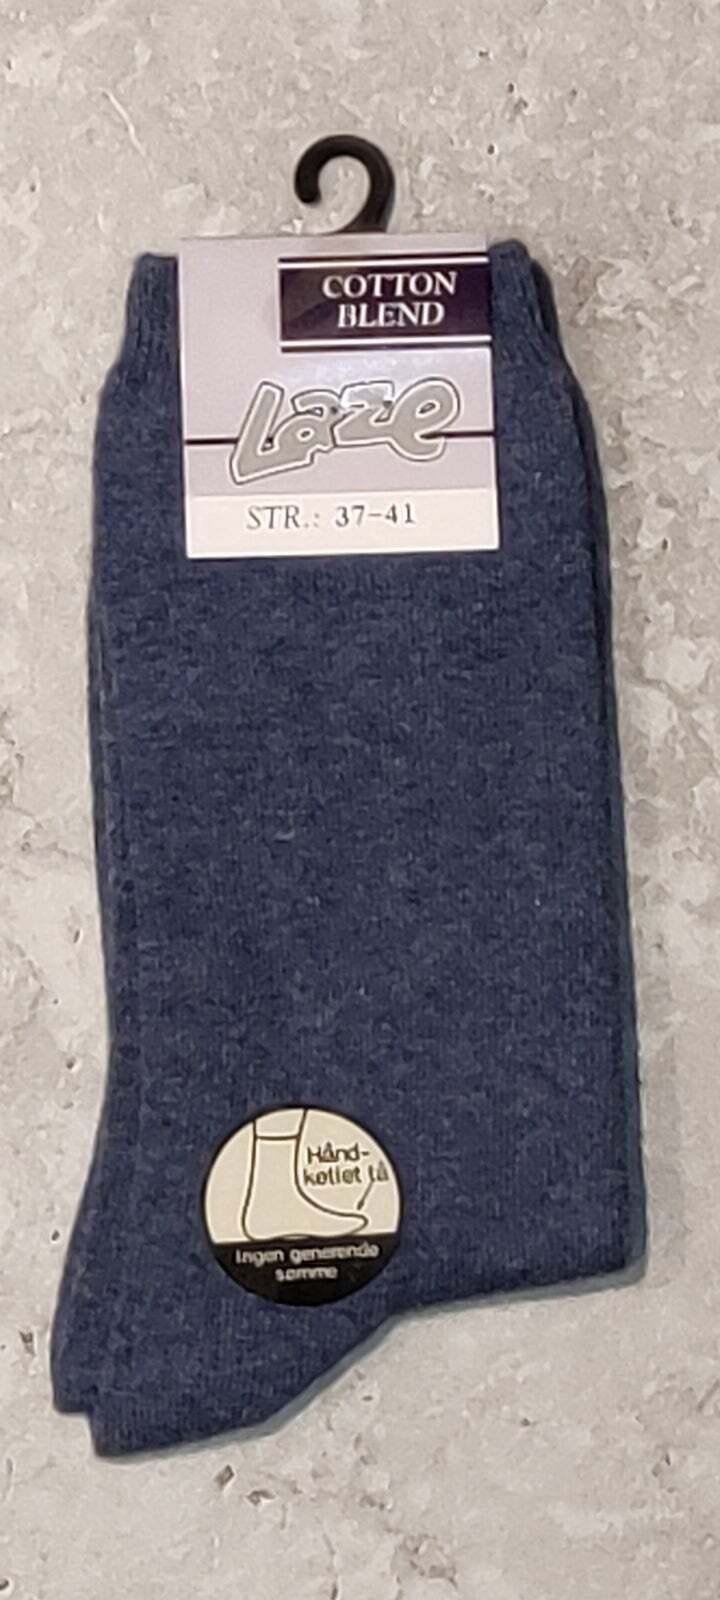 COTTON
BLEND
Laze
STR.: 37-41
Hånd-
kettet tå
Ingen generende
sømme